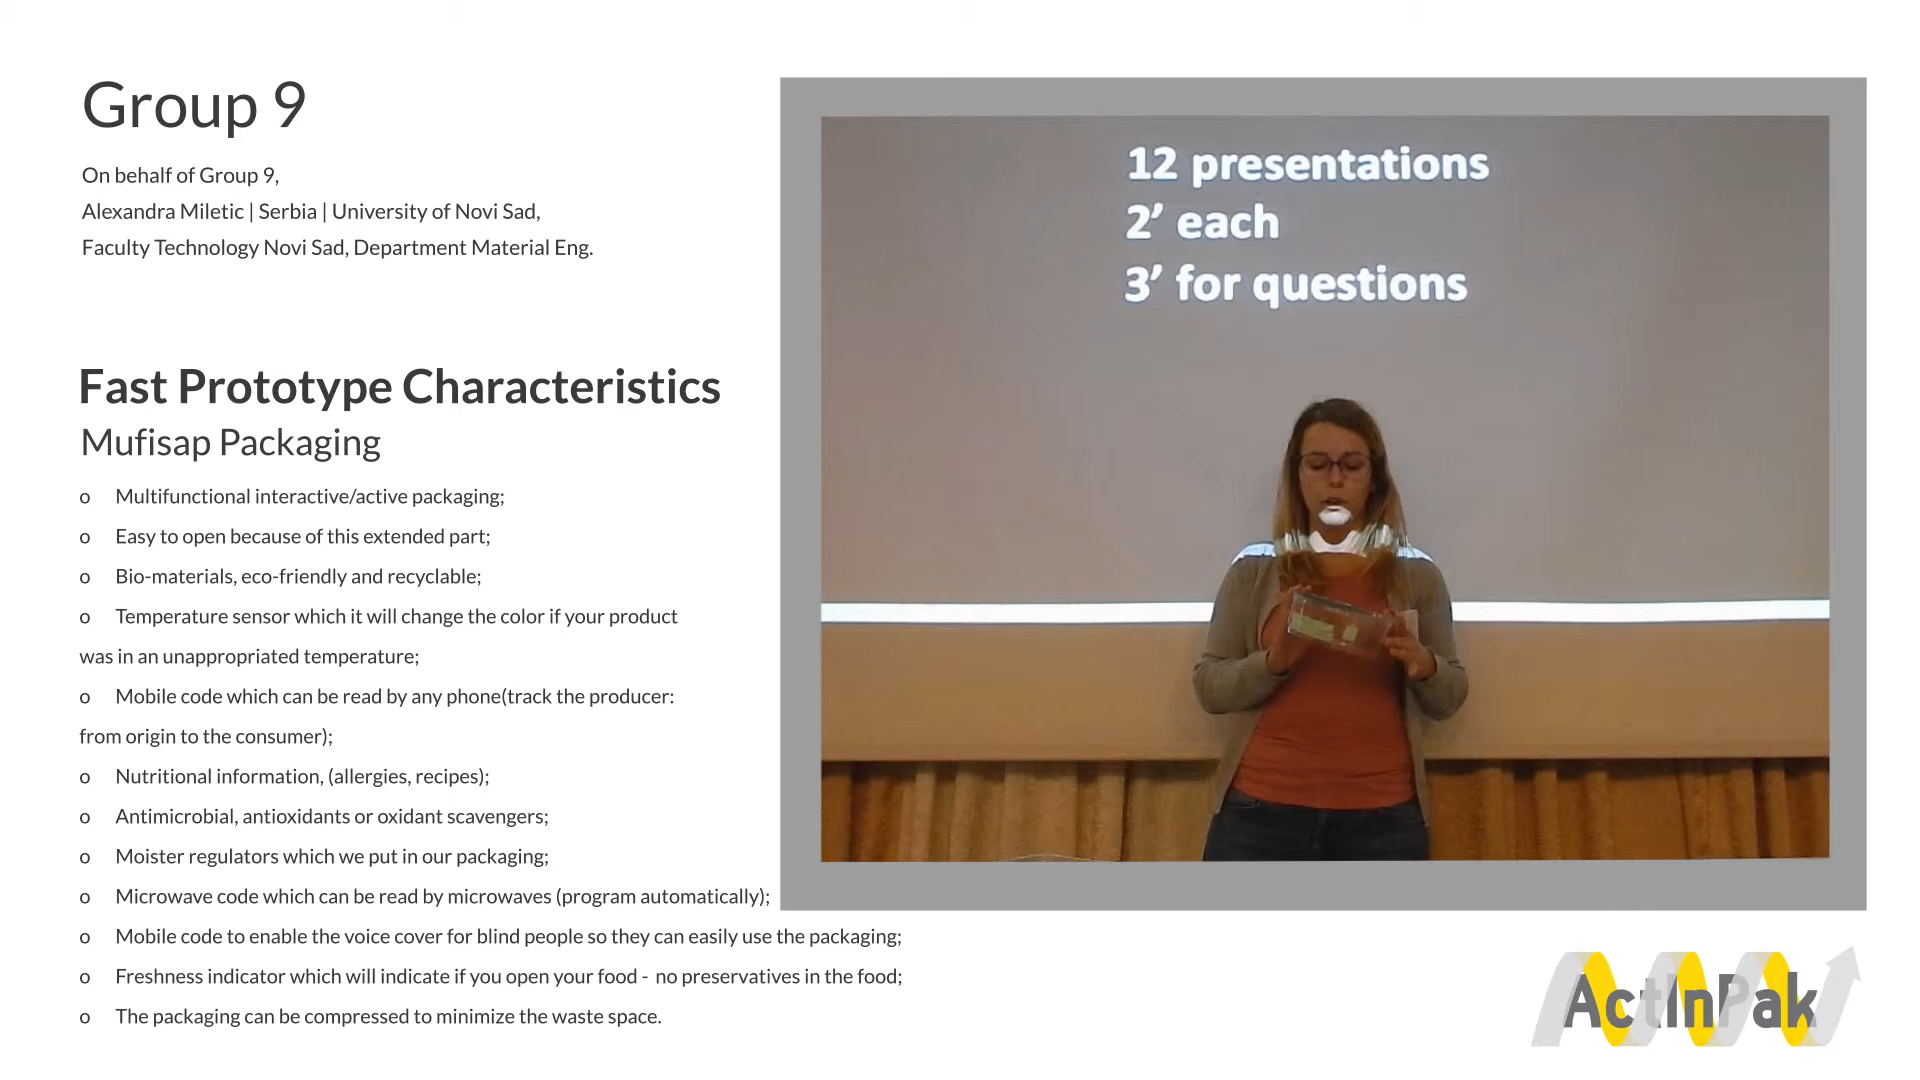 Group 9
On behalf of Group 9,
Alexandra Miletic | Serbia | University of Novi Sad,
Faculty Technology Novi Sad, Department Material Eng.
Fast Prototype Characteristics
Mufisap Packaging
o Multifunctional interactive/active packaging;
o Easy to open because of this extended part;
o Bio-materials, eco-friendly and recyclable;
o Temperature sensor which it will change the color if your product
was in an unappropriated temperature;
o Mobile code which can be read by any phone(track the producer:
from origin to the consumer);
o Nutritional information, (allergies, recipes);
o Antimicrobial, antioxidants or oxidant scavengers;
o Moister regulators which we put in our packaging;
o Microwave code which can be read by microwaves (program automatically);
o Mobile code to enable the voice cover for blind people so they can easily use the packaging;
o Freshness indicator which will indicate if you open your food - no preservatives in the food;
o The packaging can be compressed to minimize the waste space.
12 presentations
2’ each
3’ for questions
ActInPak